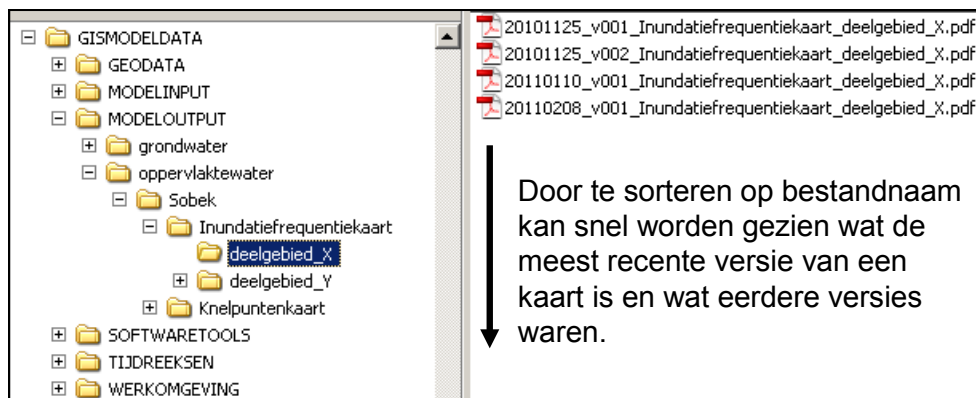 GISMODELDATA
GEODATA
MODELINPUT
MODELOUTPUT
grondwater
oppervlaktewater
Sobek
Inundatiefrequentiekaart
deelgebied_X
deelgebied_Y
Knelpuntenkaart
SOFTWARETOOLS
TIJDREEKSEN
WERKOMGEVING
20101125_v001_Inundatiefrequentiekaart_deelgebied_X.pdf
20101125_v002_Inundatiefrequentiekaart_deelgebied_X.pdf
20110110_v001_Inundatiefrequentiekaart_deelgebied_X.pdf
20110208_v001_Inundatiefrequentiekaart_deelgebied_X.pdf
Door te sorteren op bestandnaam
kan snel worden gezien wat de
meest recente versie van een
kaart is en wat eerdere versies
waren.